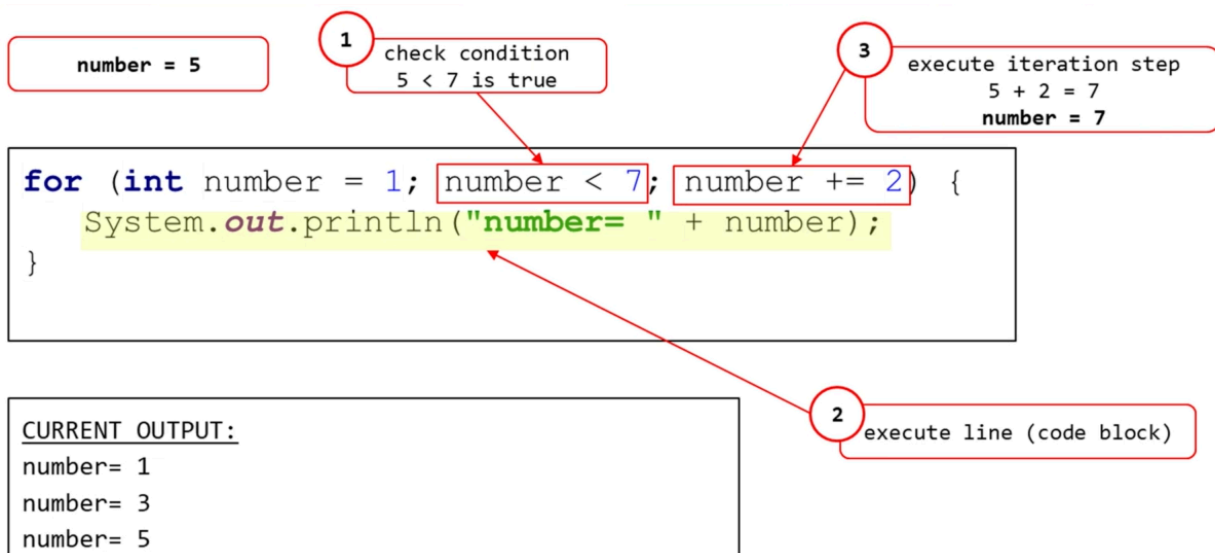 number = 5
1
check condition
5 < 7 is true
3
execute iteration step
5 + 2 = 7
number = 7
for (int number = 1; number < 7; number += 2) {
System.out.println("number= " + number);
}
2
execute line (code block)
CURRENT OUTPUT:
number= 1
number= 3
number= 5